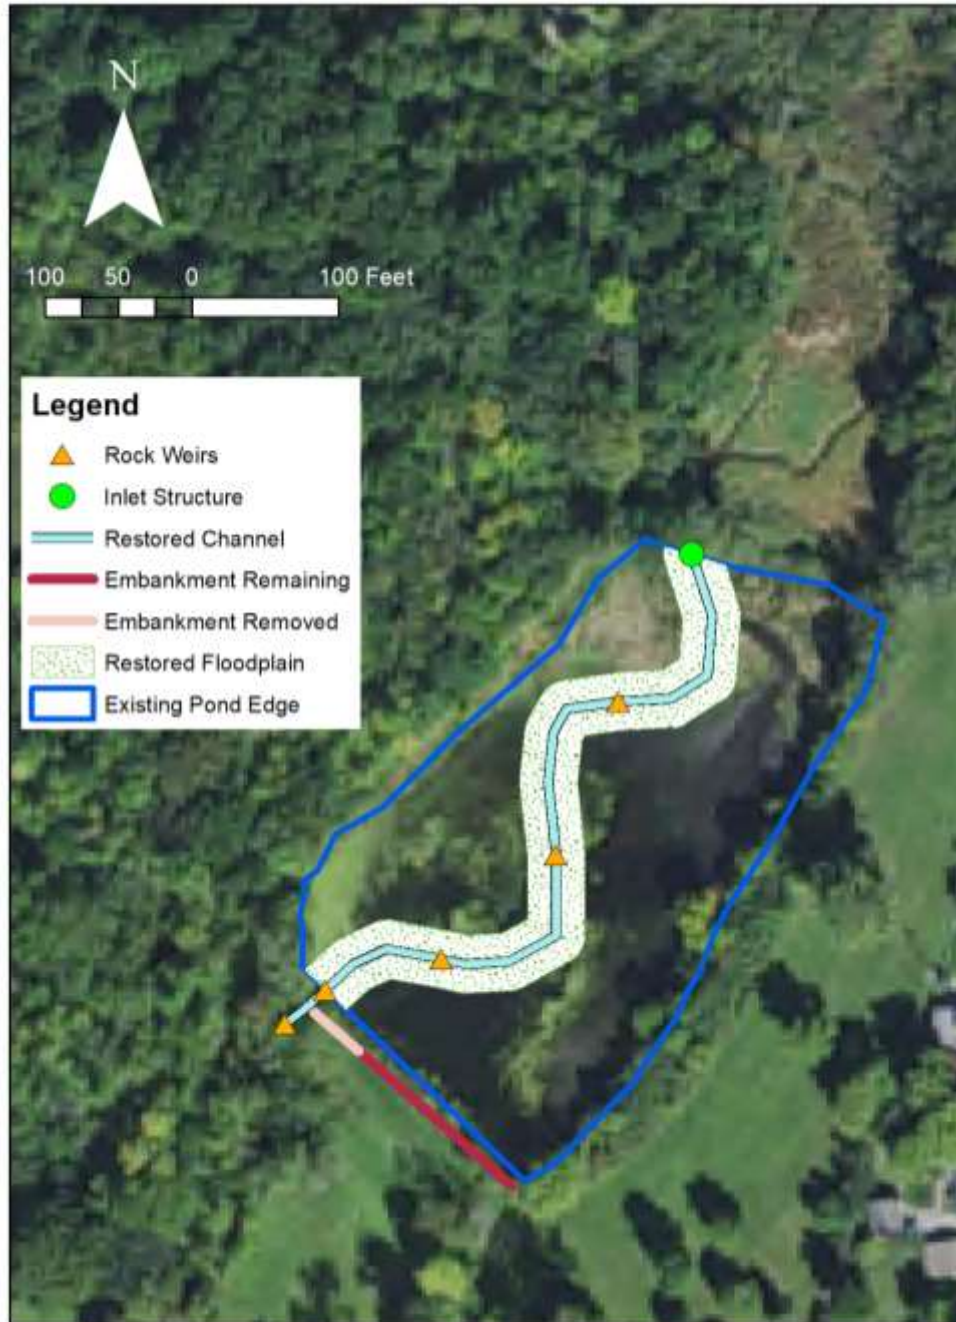 N
100 50 0 100 Feet
Legend
Rock Weirs
Inlet Structure
Restored Channel
Embankment Remaining
Embankment Removed
Restored Floodplain
Existing Pond Edge